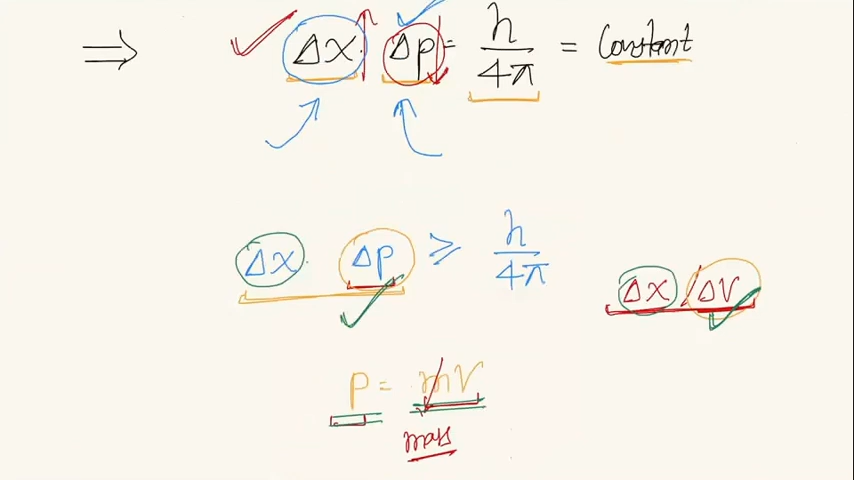 ⇒ Δx · Δp = h/4π = Constant
Δx · Δp ≥ h/4π
Δx / ΔV
P = mV
mass